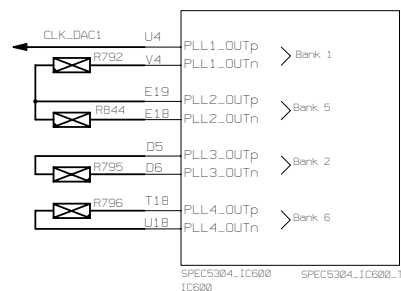 CLK_DAC1 U4 PLL1_OUTp
R792 V4 PLL1_OUTn Bank 1
E19 PLL2_OUTp
R844 E18 PLL2_OUTn Bank 5
D5 PLL3_OUTp
R795 D6 PLL3_OUTn Bank 2
R796 T18 PLL4_OUTp
U18 PLL4_OUTn Bank 6
SPEC5304_IC600 SPEC5304_IC600_T
IC600